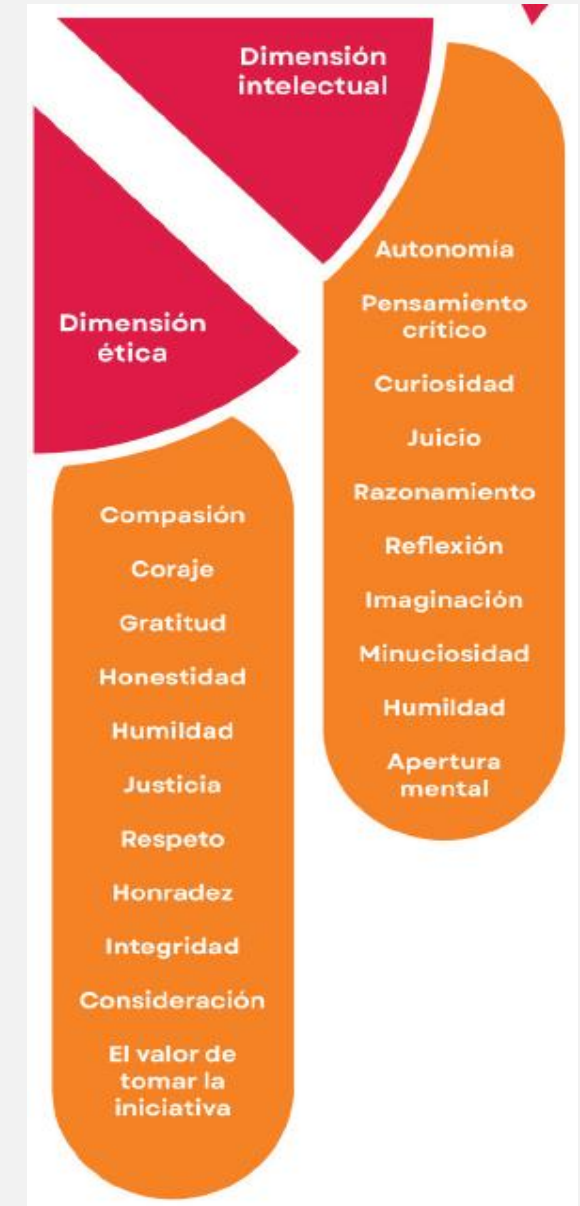 Dimensión
intelectual
Autonomía
Pensamiento
crítico
Curiosidad
Juicio
Razonamiento
Reflexión
Imaginación
Minuciosidad
Humildad
Apertura
mental
Dimensión
ética
Compasión
Coraje
Gratitud
Honestidad
Humildad
Justicia
Respeto
Honradez
Integridad
Consideración
El valor de
tomar la
iniciativa